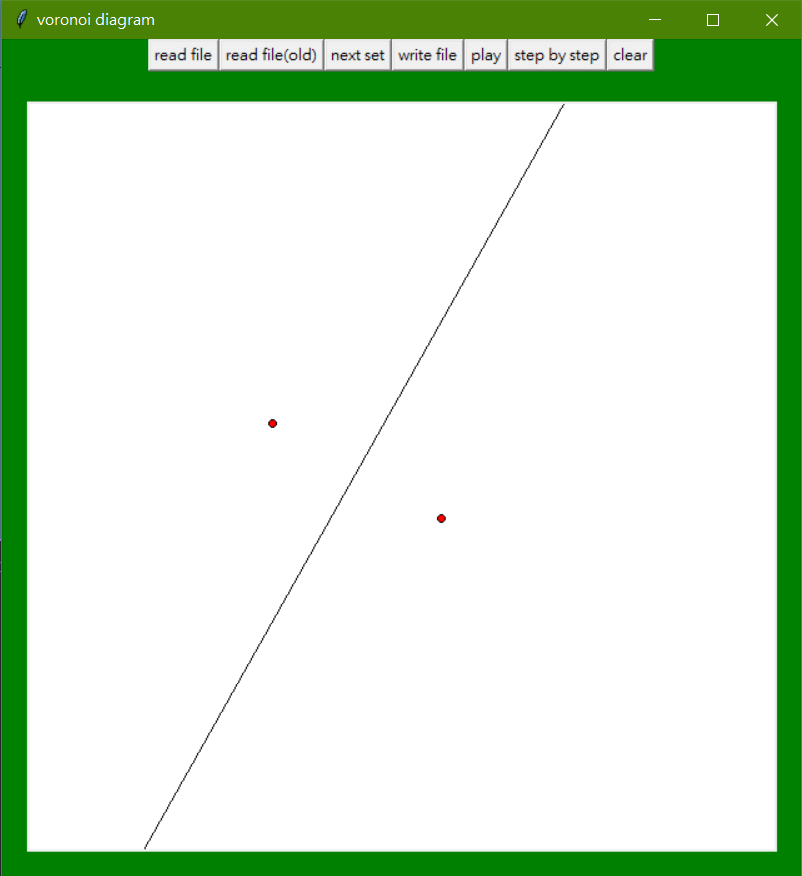 voronoi diagram
read file read file(old) next set write file play step by step clear